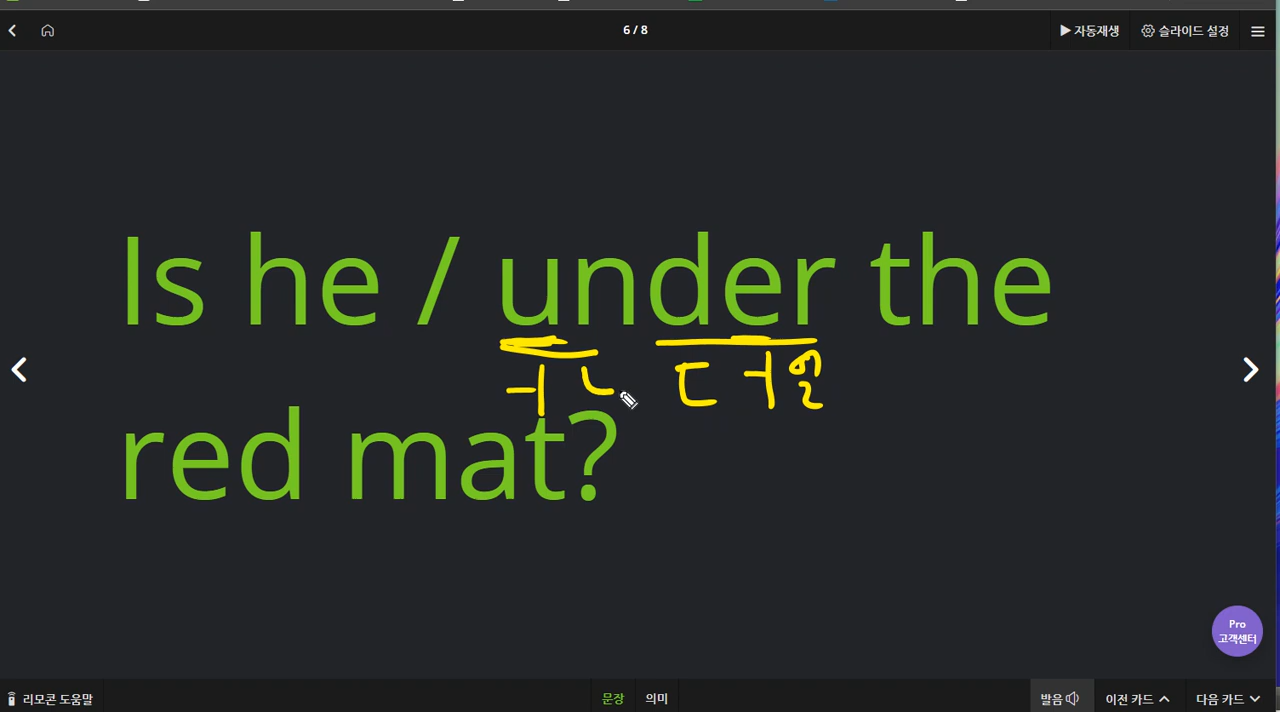 6 / 8
▶ 자동재생
슬라이드 설정
Is he / under the
ㅓ ㄴ ㄷ ㅓ얼
red mat?
Pro
고객센터
리모콘 도움말
문장
의미
발음
이전 카드
다음 카드